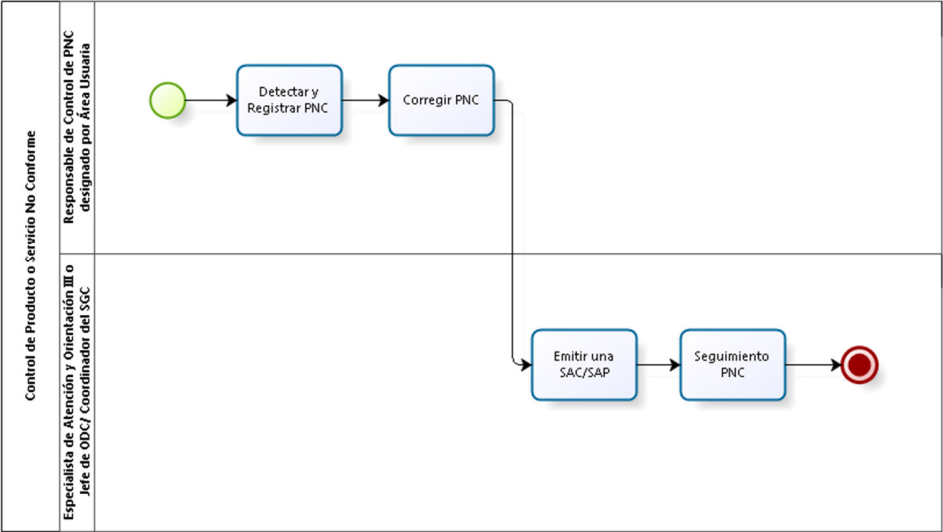 Control de Producto o Servicio No Conforme
Responsable de Control de PNC
designado por Área Usuaria
Detectar y
Registrar PNC
Corregir PNC
Especialista de Atención y Orientación III o
Jefe de ODC/ Coordinador del SGC
Emitir una
SAC/SAP
Seguimiento
PNC